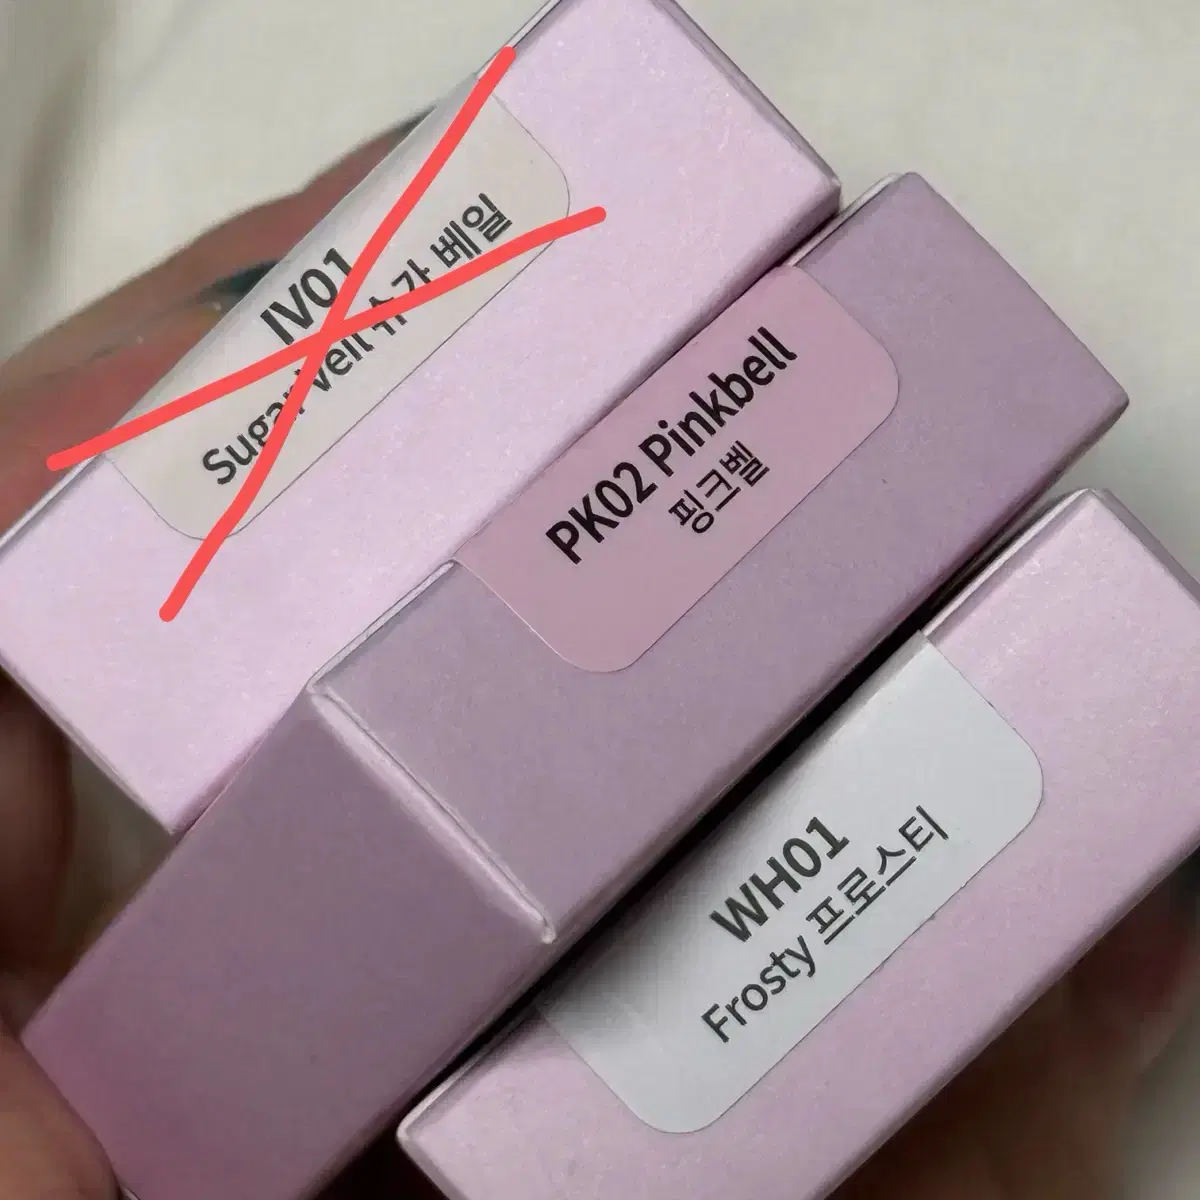 IV01
Sugar Veil 슈가 베일
PK02 Pinkbell
핑크벨
WH01
Frosty 프로스티